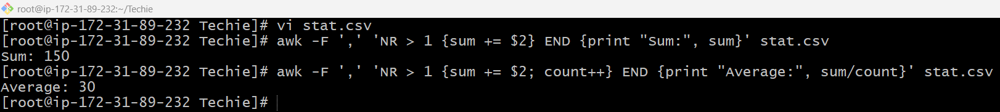 root@ip-172-31-89-232:~/Techie
[root@ip-172-31-89-232 Techie]# vi stat.csv
[root@ip-172-31-89-232 Techie]# awk -F ',' 'NR > 1 {sum += $2} END {print "Sum:", sum}' stat.csv
Sum: 150
[root@ip-172-31-89-232 Techie]# awk -F ',' 'NR > 1 {sum += $2; count++} END {print "Average:", sum/count}' stat.csv
Average: 30
[root@ip-172-31-89-232 Techie]#